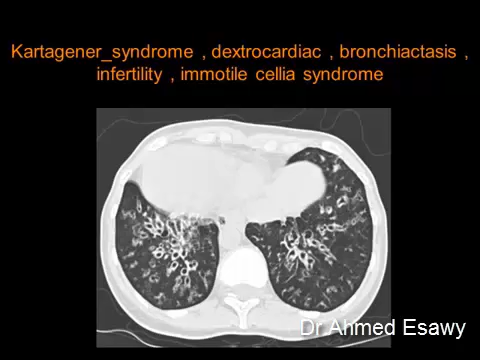 Kartagener_syndrome , dextrocardiac , bronchiactasis ,
infertility , immotile cellia syndrome
Dr.Ahmed Esawy